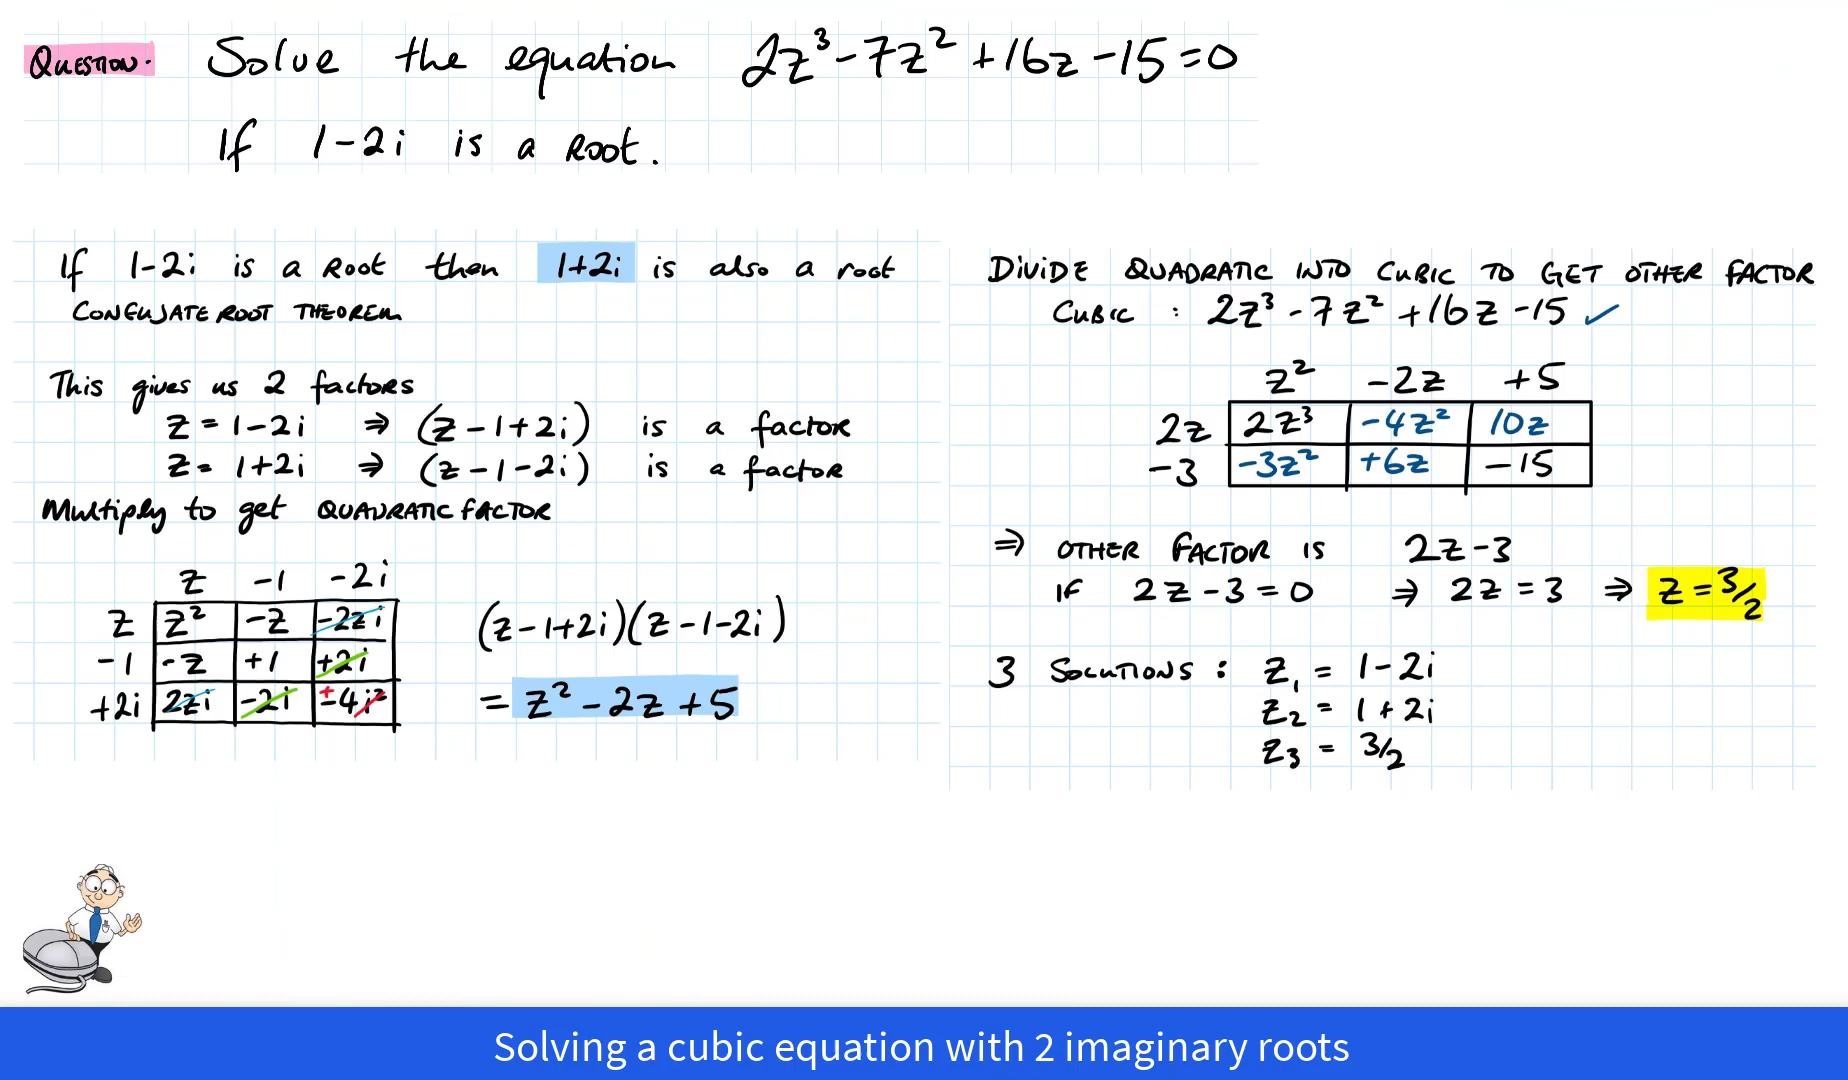 QUESTION: Solve the equation 2z³ - 7z² + 16z - 15 = 0
If 1 - 2i is a Root.
If 1-2i is a Root then 1+2i is also a root
CONGUJATE ROOT THEOREM
This gives us 2 factors
z = 1-2i ⇒ (z-1+2i) is a factor
z = 1+2i ⇒ (z-1-2i) is a factor
Multiply to get QUADRATIC FACTOR
z -1 -2i
z z² -z -2zi
-1 -z +1 +2i
+2i 2zi -2i ±4i²
(z-1+2i)(z-1-2i)
= z² - 2z + 5
DIVIDE QUADRATIC INTO CUBIC TO GET OTHER FACTOR
CUBIC : 2z³ - 7z² + 16z - 15 ✓
z² -2z +5
2z 2z³ -4z² 10z
-3 -3z² +6z -15
⇒ OTHER FACTOR IS 2z-3
IF 2z-3=0 ⇒ 2z=3 ⇒ z=3/2
3 SOLUTIONS: z₁ = 1-2i
z₂ = 1+2i
z₃ = 3/2
Solving a cubic equation with 2 imaginary roots